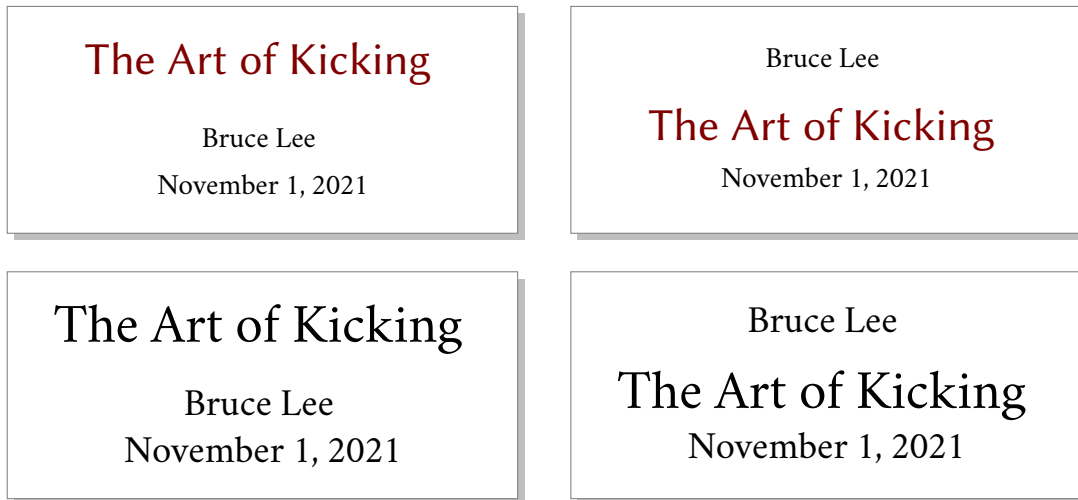 The Art of Kicking
Bruce Lee
November 1, 2021
Bruce Lee
The Art of Kicking
November 1, 2021
The Art of Kicking
Bruce Lee
November 1, 2021
Bruce Lee
The Art of Kicking
November 1, 2021